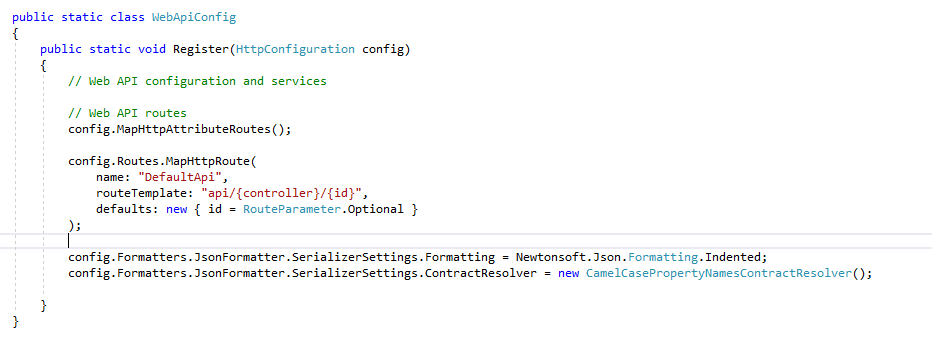 public static class WebApiConfig
{
    public static void Register(HttpConfiguration config)
    {
        // Web API configuration and services

        // Web API routes
        config.MapHttpAttributeRoutes();

        config.Routes.MapHttpRoute(
            name: "DefaultApi",
            routeTemplate: "api/{controller}/{id}",
            defaults: new { id = RouteParameter.Optional }
        );

        config.Formatters.JsonFormatter.SerializerSettings.Formatting = Newtonsoft.Json.Formatting.Indented;
        config.Formatters.JsonFormatter.SerializerSettings.ContractResolver = new CamelCasePropertyNamesContractResolver();

    }
}